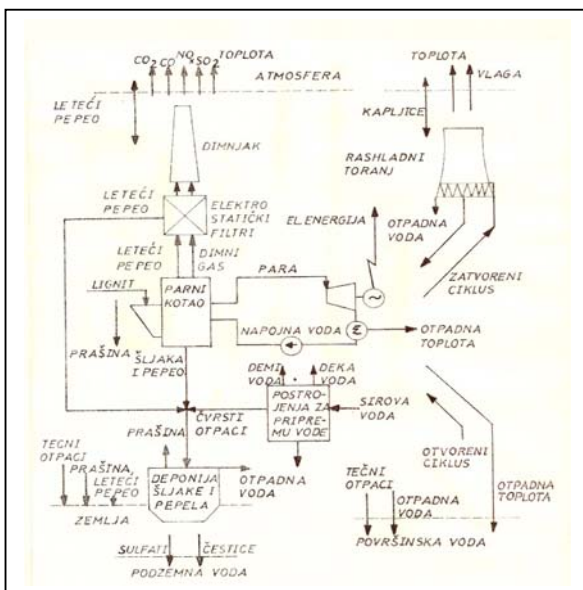 CO2 CO NOX SO2 TOPLOTA
ATMOSFERA
TOPLOTA
VLAGA
LETEĆI
PEPEO
KAPLJICE
DIMNJAK
RASHLADNI
TORANJ
LETEĆI
PEPEO
ELEKTRO
STATIČKI
FILTRI
EL.ENERGIJA
OTPADNA
VODA
ZATVORENI
CIKLUS
LETEĆI
PEPEO
DIMNI
GAS
LIGNIT
PARNI
KOTAO
PARA
PRAŠINA
ŠLJAKA
I PEPEO
NAPOJNA VODA
OTPADNA
TOPLOTA
DEMI
VODA
DEKA
VODA
ČVRSTI
OTPACI
POSTRO-
JENJA ZA
PRIPRE-
MU VODE
SIROVA
VODA
OTVORENI
CIKLUS
OTPADNA
TOPLOTA
TEČNI
OTPACI
PRAŠINA,
LETEĆI
PEPEO
PRAŠINA
DEPONIJA
ŠLJAKE I
PEPELA
OTPADNA
VODA
ZEMLJA
TEČNI
OTPACI
OTPADNA
VODA
POVRŠINSKA VODA
SULFATI
ČESTICE
PODZEMNA VODA